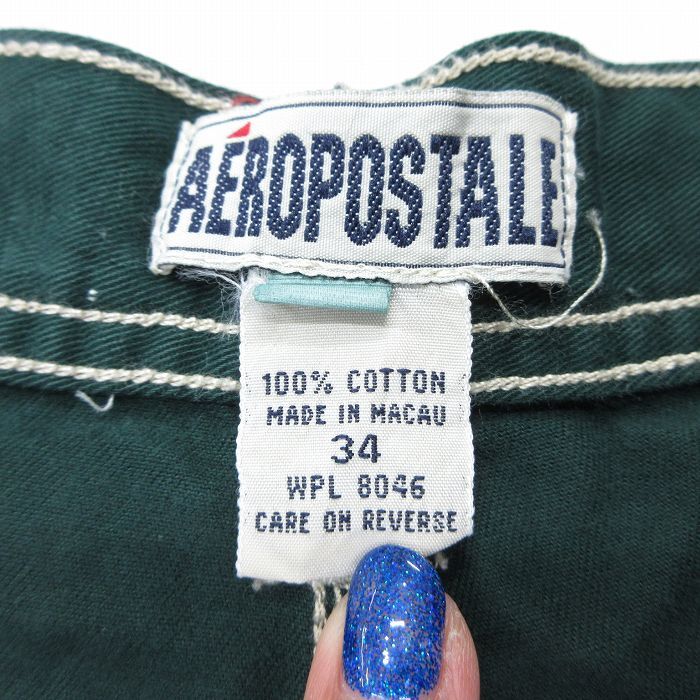 AÉROPOSTALE
100% COTTON
MADE IN MACAU
34
WPL 8046
CARE ON REVERSE